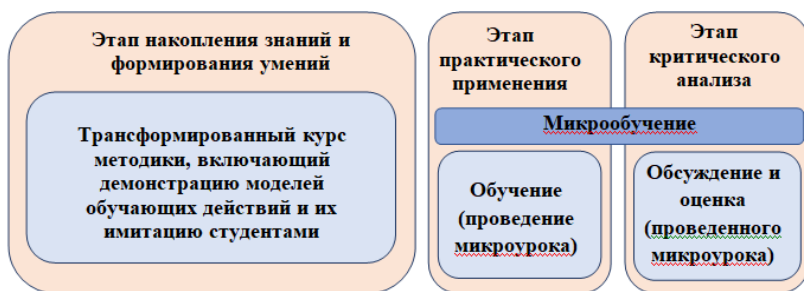 Этап накопления знаний и
формирования умений
Трансформированный курс
методики, включающий
демонстрацию моделей
обучающих действий и их
имитацию студентами
Этап
практического
применения
Этап
критического
анализа
Микрообучение
Обучение
(проведение
микроурока)
Обсуждение и
оценка
(проведенного
микроурока)